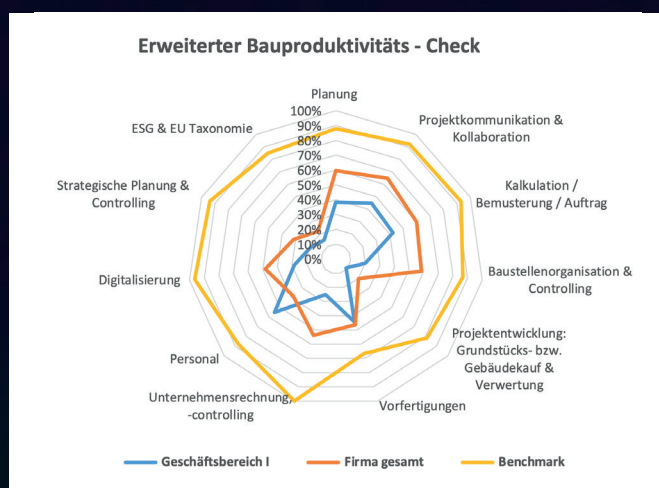 Erweiterter Bauproduktivitäts - Check
Planung
100%
90%
80%
70%
60%
50%
40%
30%
20%
10%
0%
Projektkommunikation &
Kollaboration
Kalkulation /
Bemusterung / Auftrag
Baustellenorganisation &
Controlling
Projektentwicklung:
Grundstücks- bzw.
Gebäudekauf &
Verwertung
Vorfertigungen
Unternehmensrechnung,
-controlling
Personal
Digitalisierung
Strategische Planung &
Controlling
ESG & EU Taxonomie
Geschäftsbereich I
Firma gesamt
Benchmark